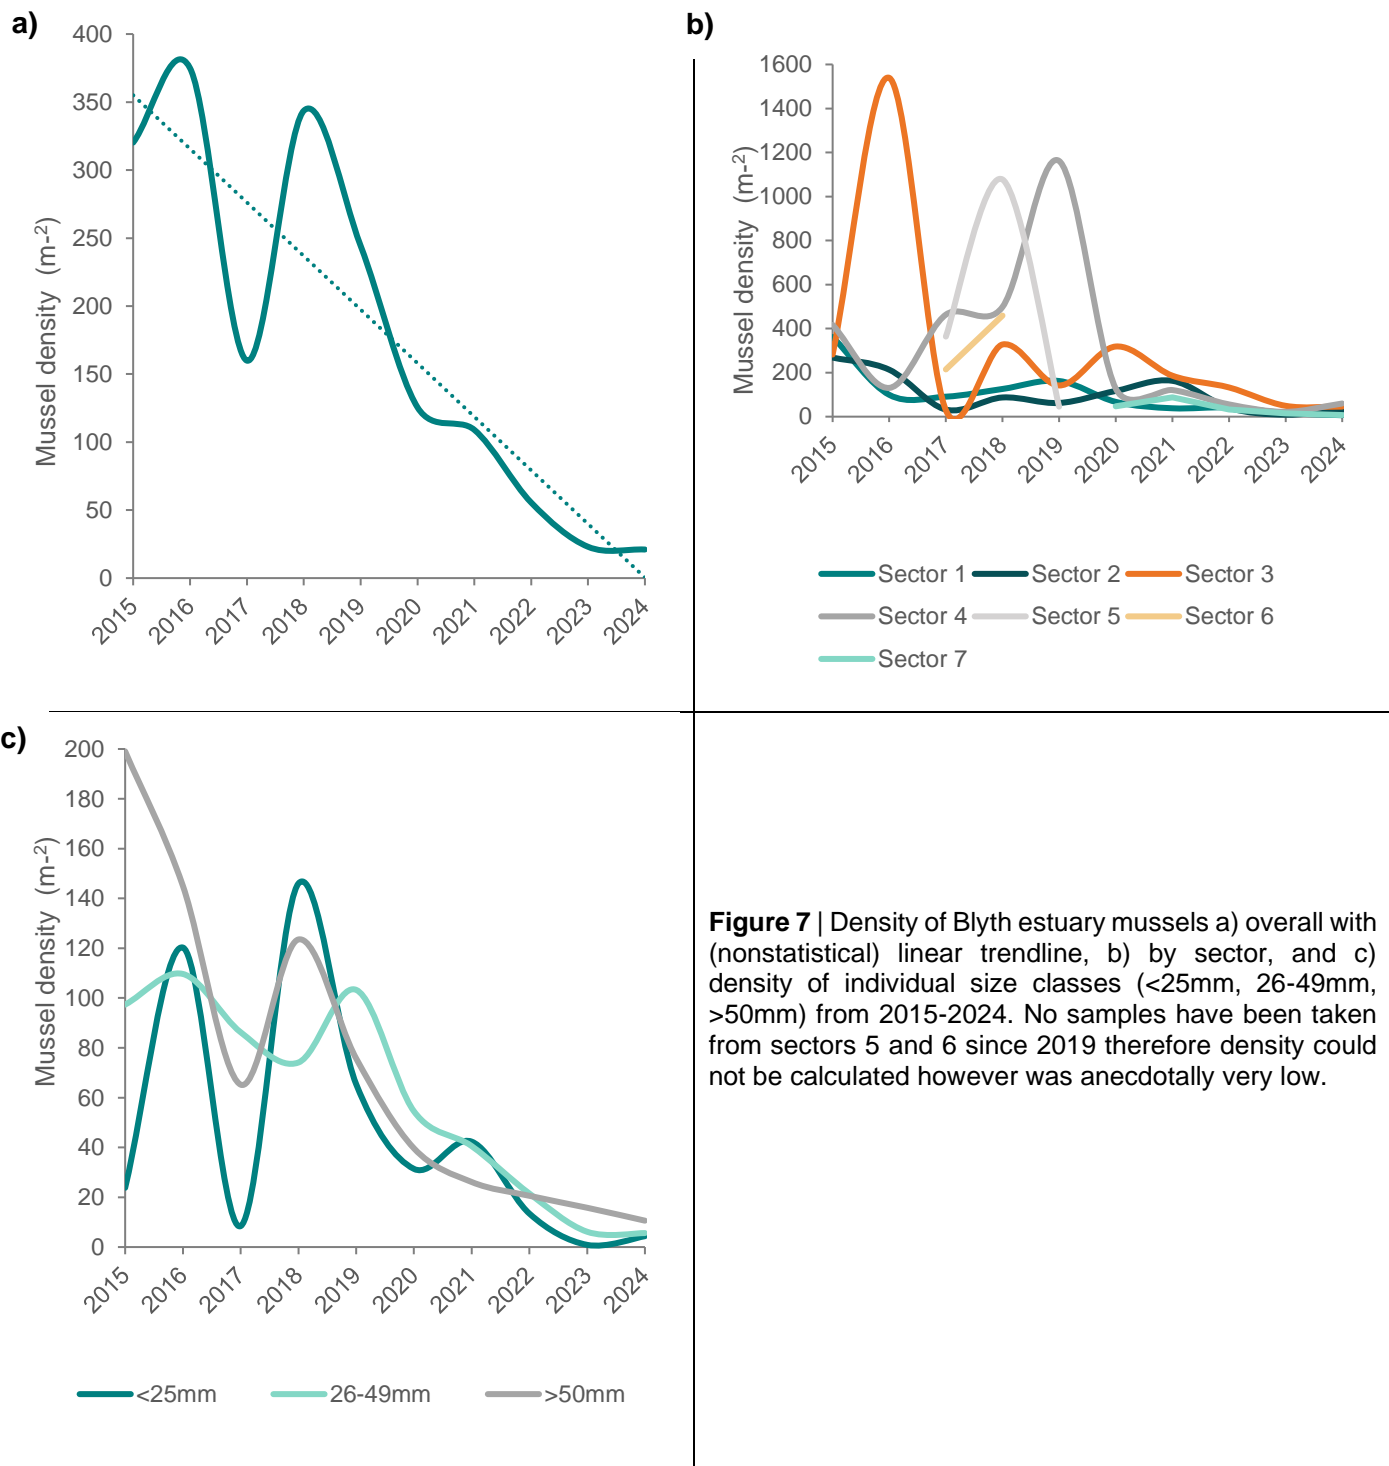 a)
400
350
300
250
200
150
100
50
0
Mussel density (m-²)
2015 2016 2017 2018 2019 2020 2021 2022 2023 2024
b)
1600
1400
1200
1000
800
600
400
200
0
Mussel density (m-²)
2015 2016 2017 2018 2019 2020 2021 2022 2023 2024
Sector 1 Sector 2 Sector 3
Sector 4 Sector 5 Sector 6
Sector 7
c)
200
180
160
140
120
100
80
60
40
20
0
Mussel density (m-²)
2015 2016 2017 2018 2019 2020 2021 2022 2023 2024
<25mm 26-49mm >50mm
Figure 7 | Density of Blyth estuary mussels a) overall with
(nonstatistical) linear trendline, b) by sector, and c)
density of individual size classes (<25mm, 26-49mm,
>50mm) from 2015-2024. No samples have been taken
from sectors 5 and 6 since 2019 therefore density could
not be calculated however was anecdotally very low.